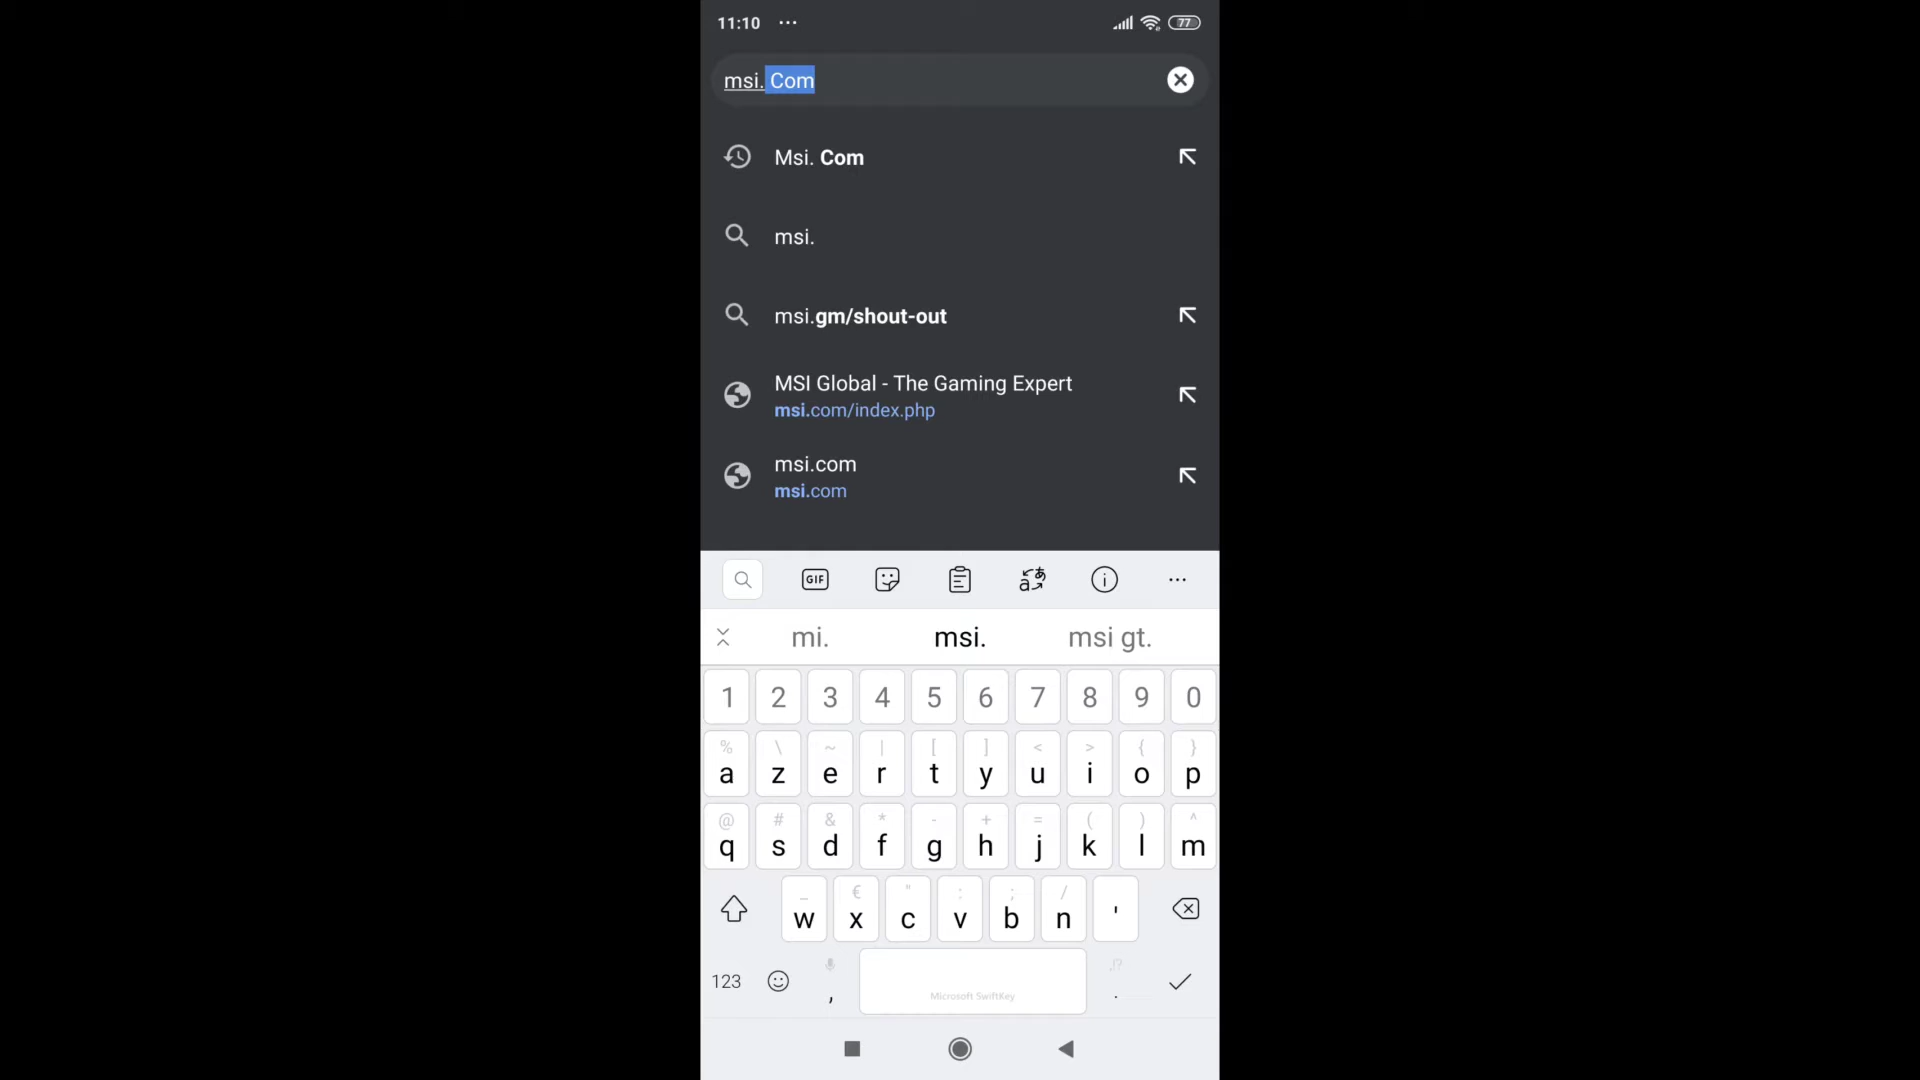 11:10 ... 77
msi. Com
Msi. Com
msi.
msi.gm/shout-out
MSI Global - The Gaming Expert
msi.com/index.php
msi.com
msi.com
GIF
mi. msi. msi gt.
1 2 3 4 5 6 7 8 9 0
% \ ~ | [ ] < > { }
a z e r t y u i o p
@ # & * - + = ( ) ^
q s d f g h j k l m
_ € " : ; /
w x c v b n '
,!?
123 , .
Microsoft SwiftKey